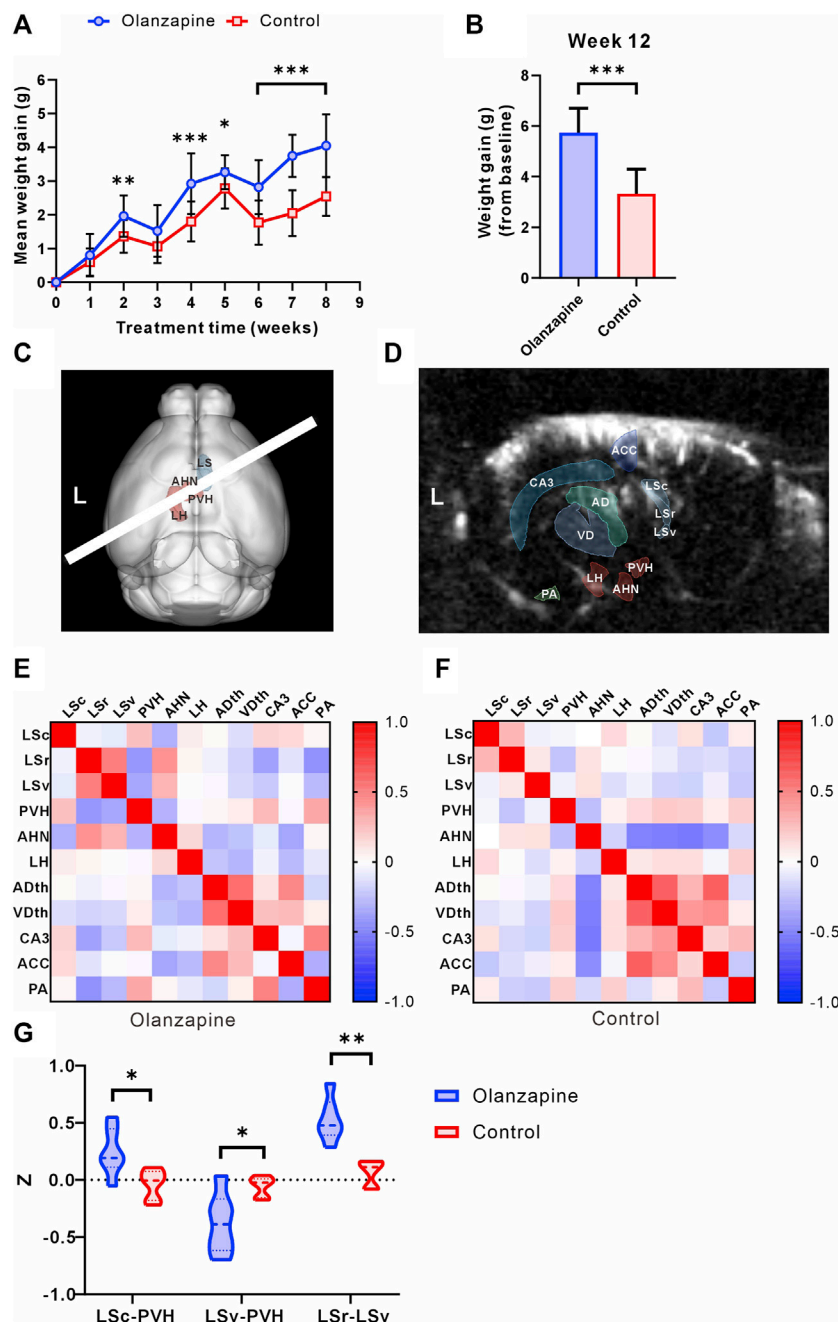 A
Olanzapine
Control
Mean weight gain (g)
6
5
4
3
2
1
0
**
***
*
***
0 1 2 3 4 5 6 7 8 9
Treatment time (weeks)
B
Week 12
Weight gain (g)
(from baseline)
8
6
4
2
0
***
Olanzapine
Control
C
L
LS
AHN
PVH
LH
D
L
ACC
CA3
AD
LSc
LSr
LSv
VD
PVH
LH
AHN
PA
E
LSc LSr LSv PVH AHN LH ADth VDth CA3 ACC PA
LSc
LSr
LSv
PVH
AHN
LH
ADth
VDth
CA3
ACC
PA
1.0
0.5
0
-0.5
-1.0
Olanzapine
F
LSc LSr LSv PVH AHN LH ADth VDth CA3 ACC PA
LSc
LSr
LSv
PVH
AHN
LH
ADth
VDth
CA3
ACC
PA
1.0
0.5
0
-0.5
-1.0
Control
G
Z
1.0
0.5
0.0
-0.5
-1.0
*
*
**
LSc-PVH LSv-PVH LSr-LSv
Olanzapine
Control